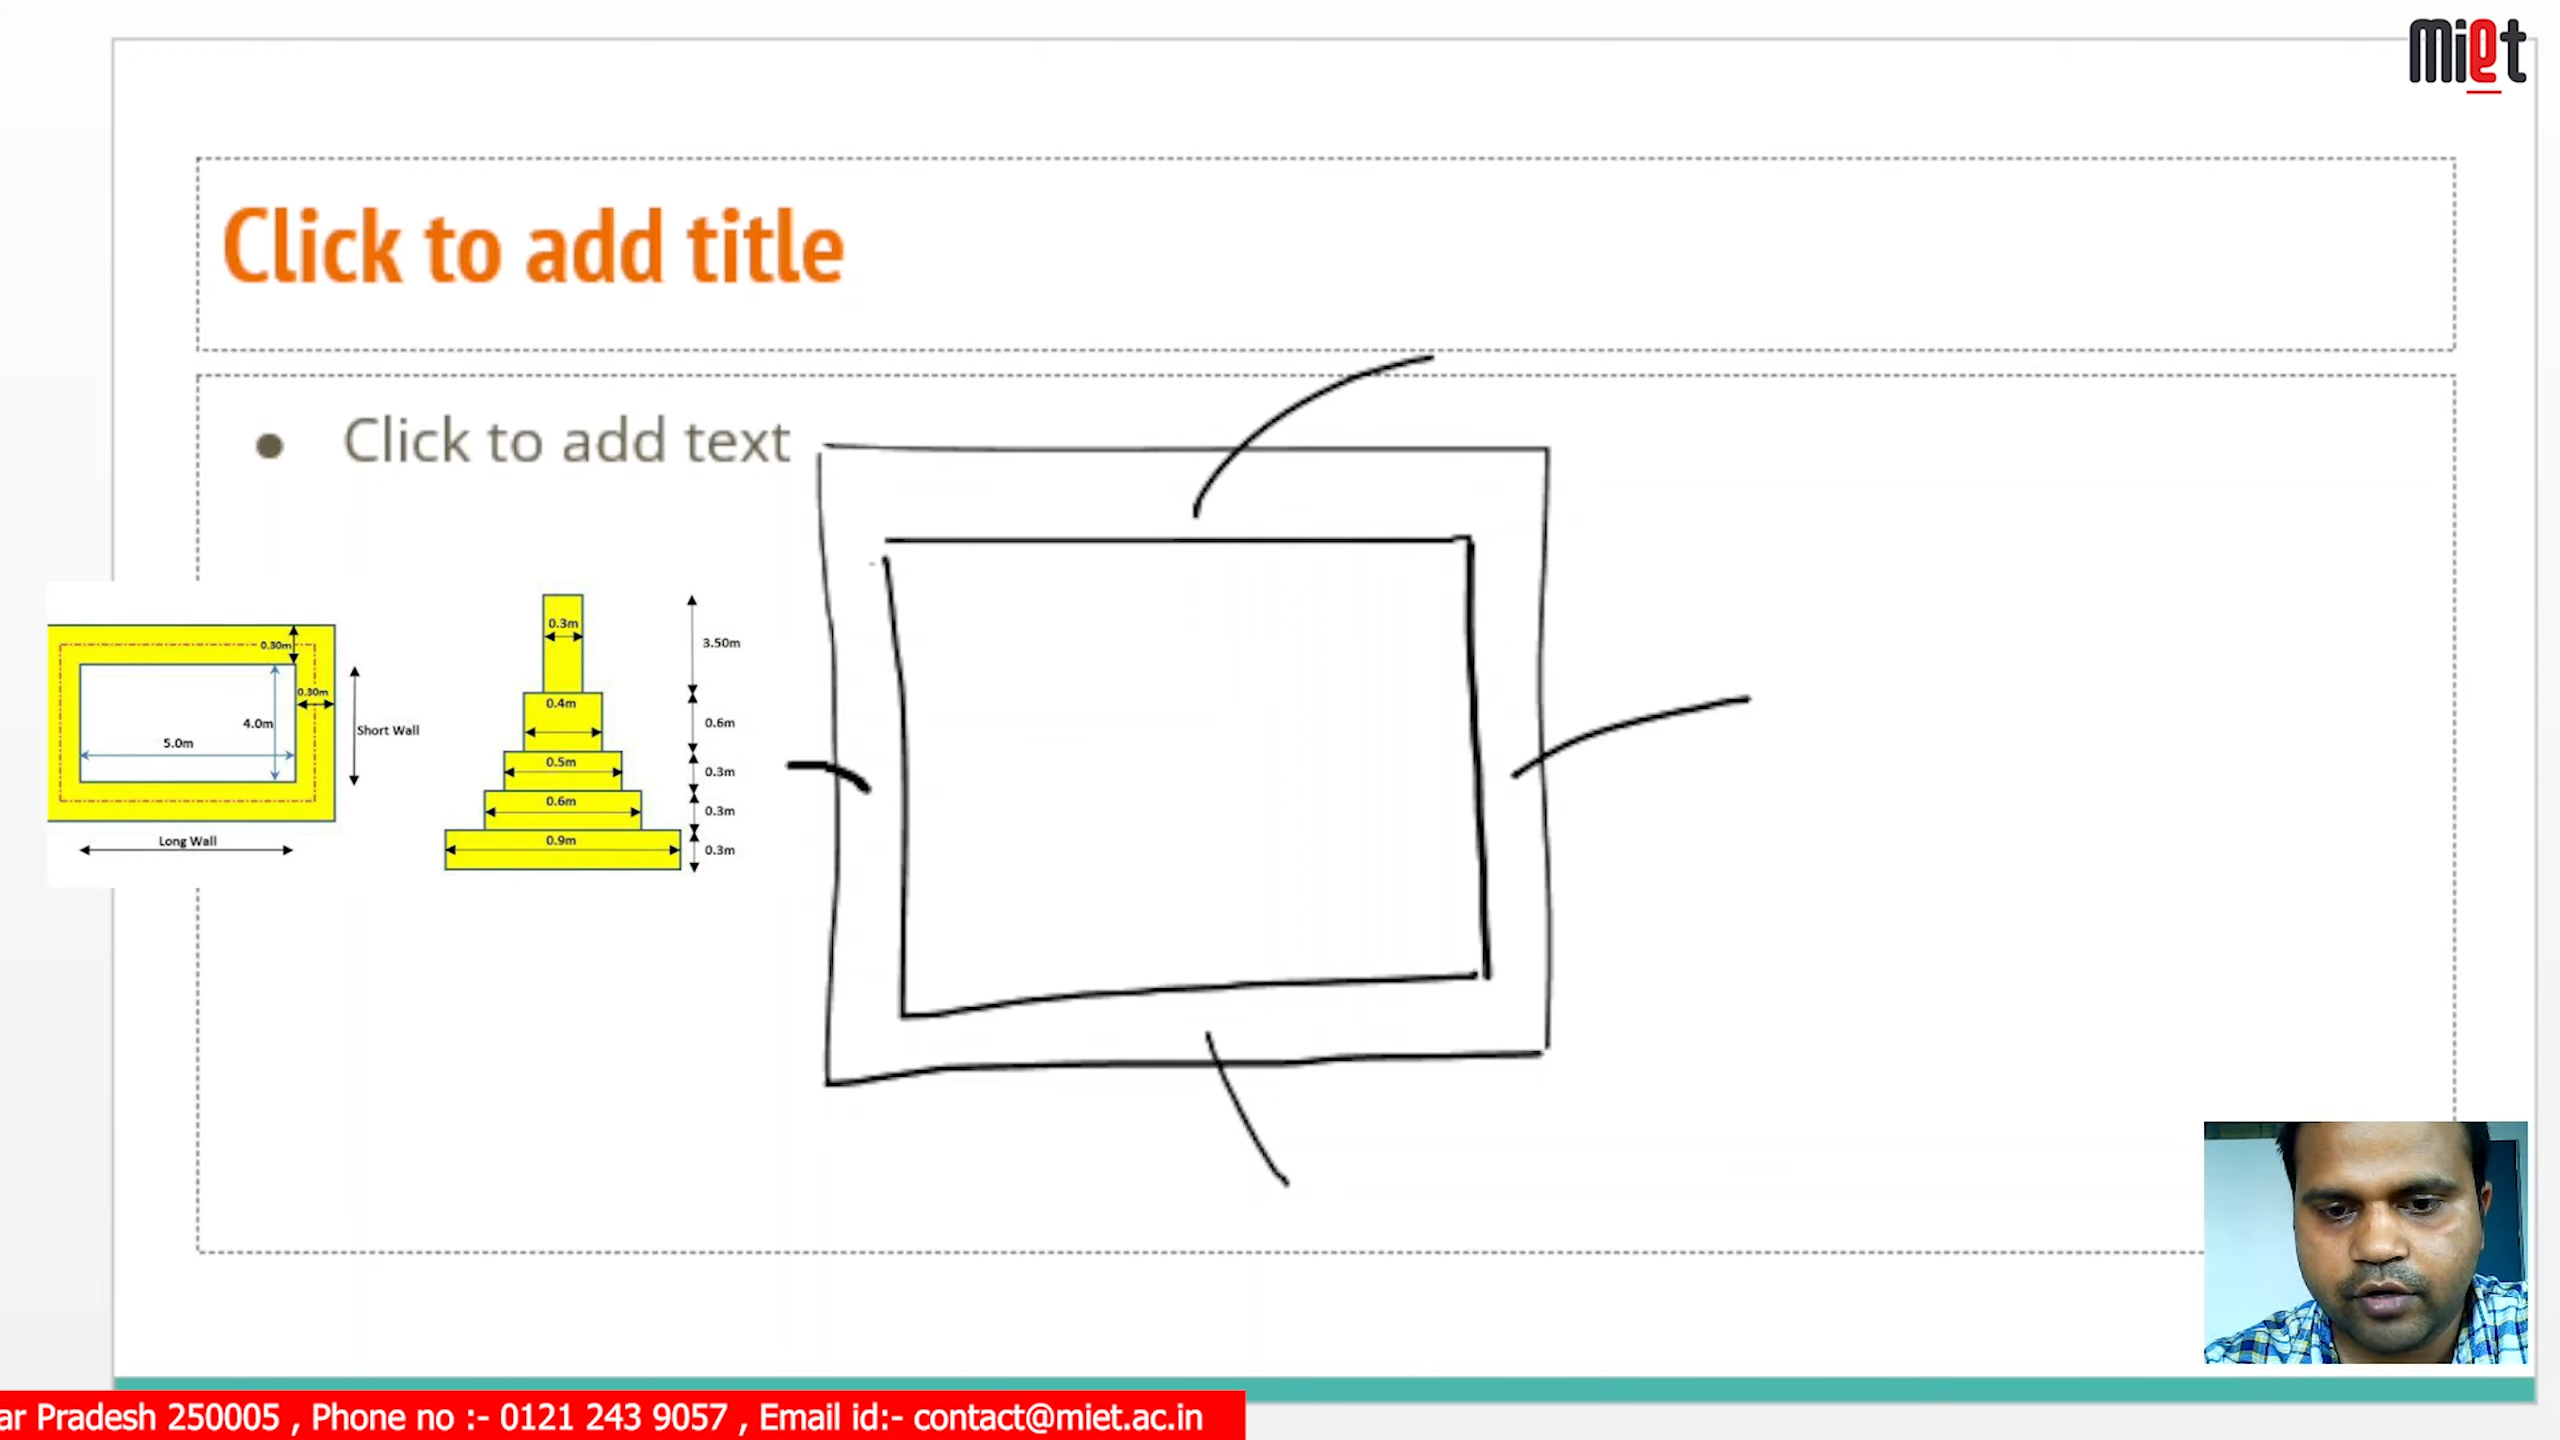 miet
Click to add title
Click to add text
0.30m
0.30m
4.0m
5.0m
Short Wall
Long Wall
0.3m
3.50m
0.4m
0.6m
0.5m
0.3m
0.6m
0.3m
0.9m
0.3m
ar Pradesh 250005 , Phone no :- 0121 243 9057 , Email id:- contact@miet.ac.in